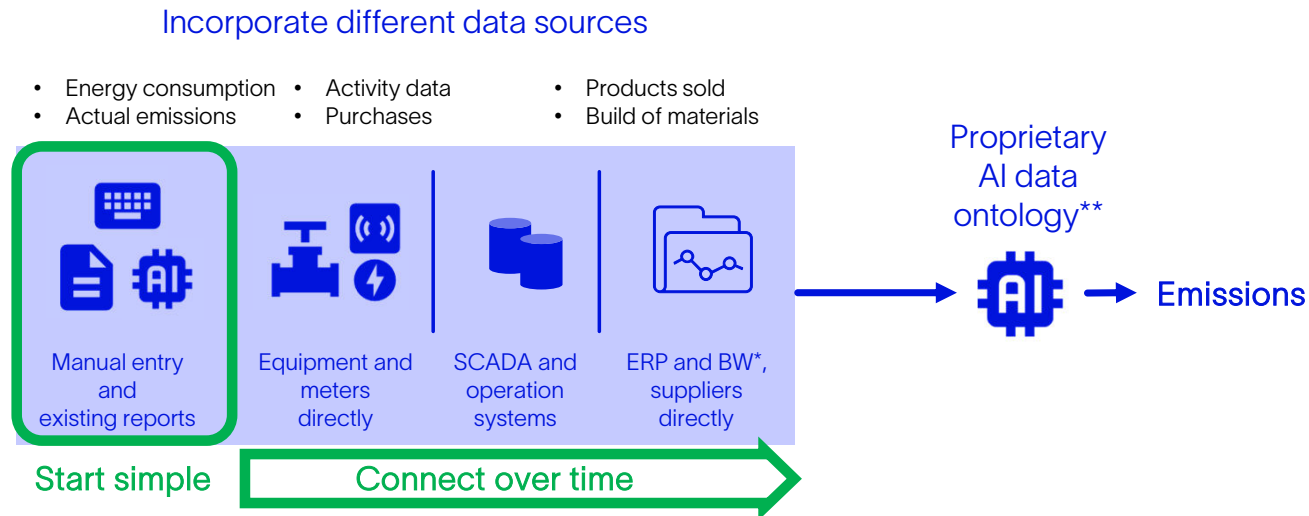 Incorporate different data sources
• Energy consumption
• Actual emissions
• Activity data
• Purchases
• Products sold
• Build of materials
AI
Manual entry
and
existing reports
Equipment and
meters
directly
SCADA and
operation
systems
ERP and BW*,
suppliers
directly
Start simple
Connect over time
Proprietary
AI data
ontology**
AI
Emissions